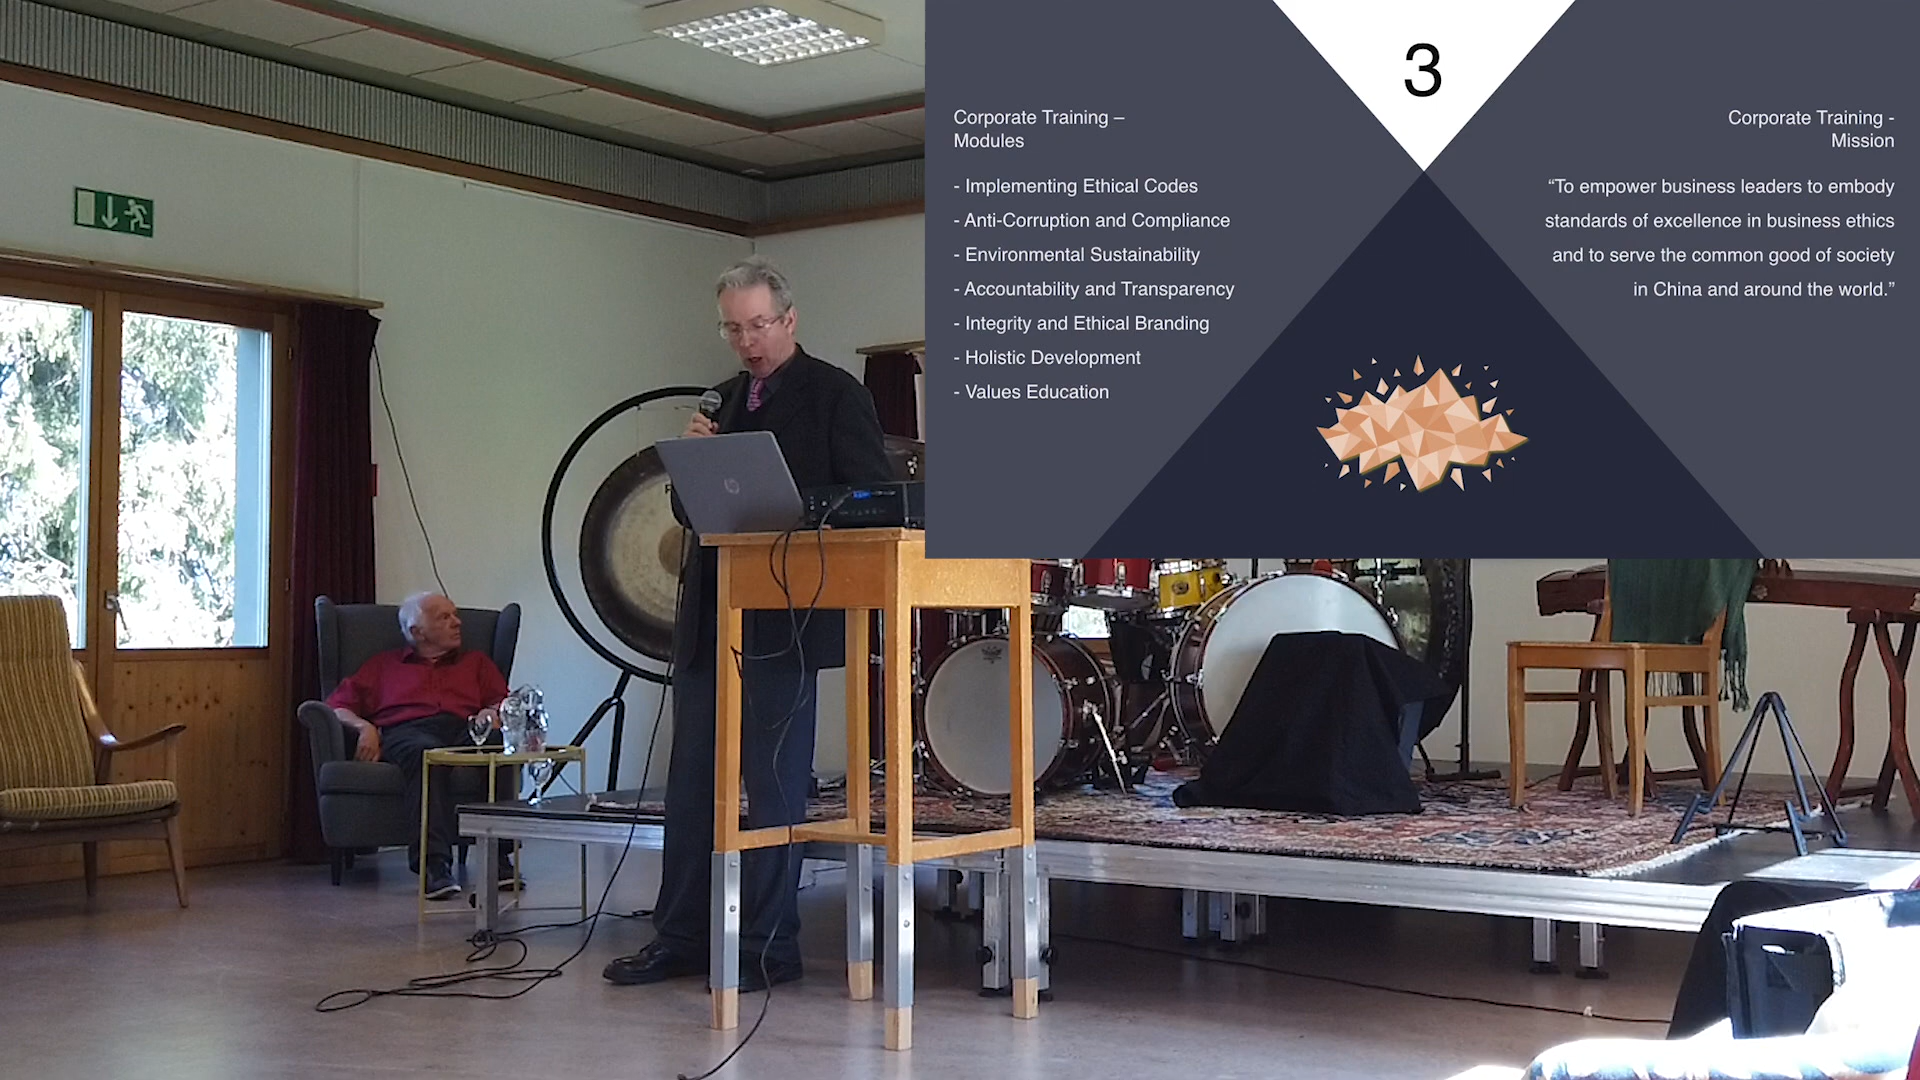 3
Corporate Training –
Modules
- Implementing Ethical Codes
- Anti-Corruption and Compliance
- Environmental Sustainability
- Accountability and Transparency
- Integrity and Ethical Branding
- Holistic Development
- Values Education
Corporate Training -
Mission
“To empower business leaders to embody
standards of excellence in business ethics
and to serve the common good of society
in China and around the world.”
hp